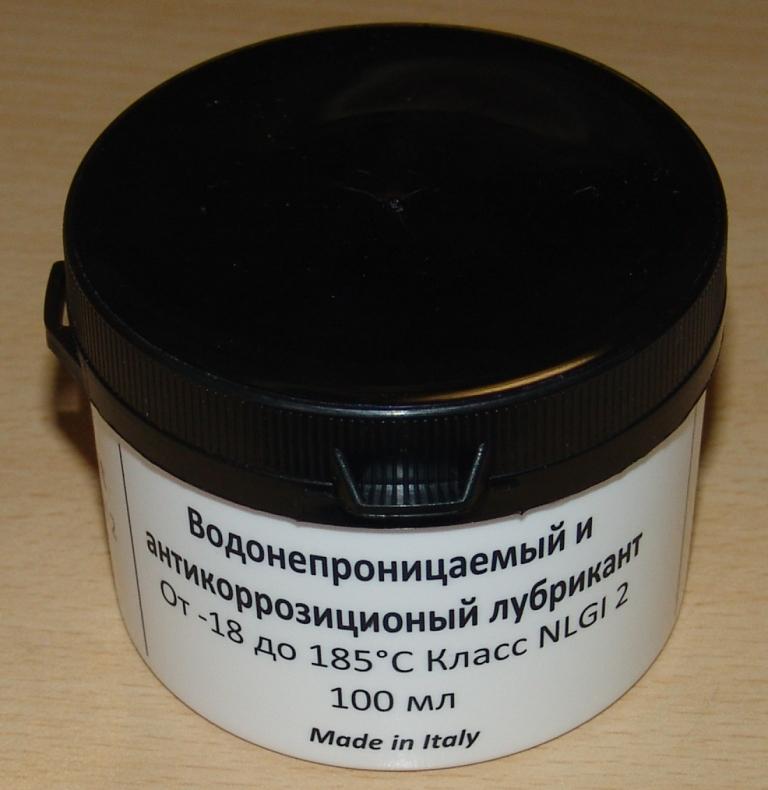 Водонепроницаемый и
антикоррозиционый лубрикант
От -18 до 185°C Класс NLGI 2
100 мл
Made in Italy